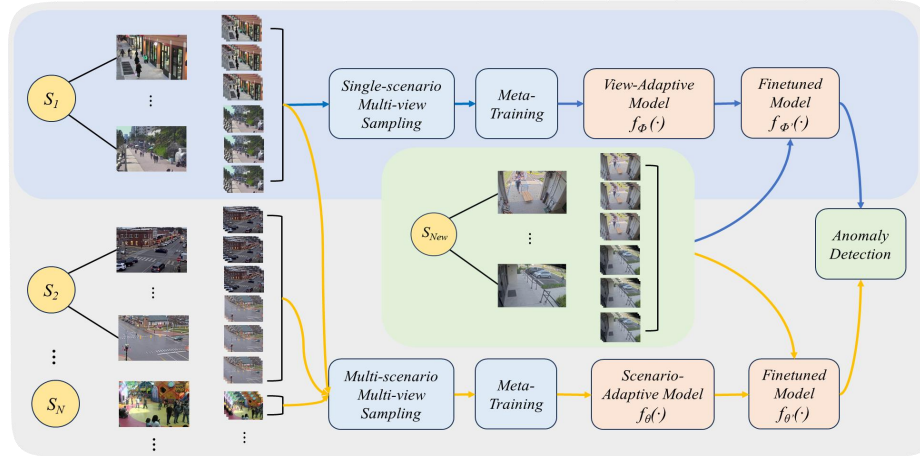 S1
⋮
Single-scenario
Multi-view
Sampling
Meta-
Training
View-Adaptive
Model
fΦ(·)
Finetuned
Model
fΦ'(·)
SNew
⋮
Anomaly
Detection
S2
⋮
⋮
SN
⋮
⋮
Multi-scenario
Multi-view
Sampling
Meta-
Training
Scenario-
Adaptive Model
fθ(·)
Finetuned
Model
fθ'(·)